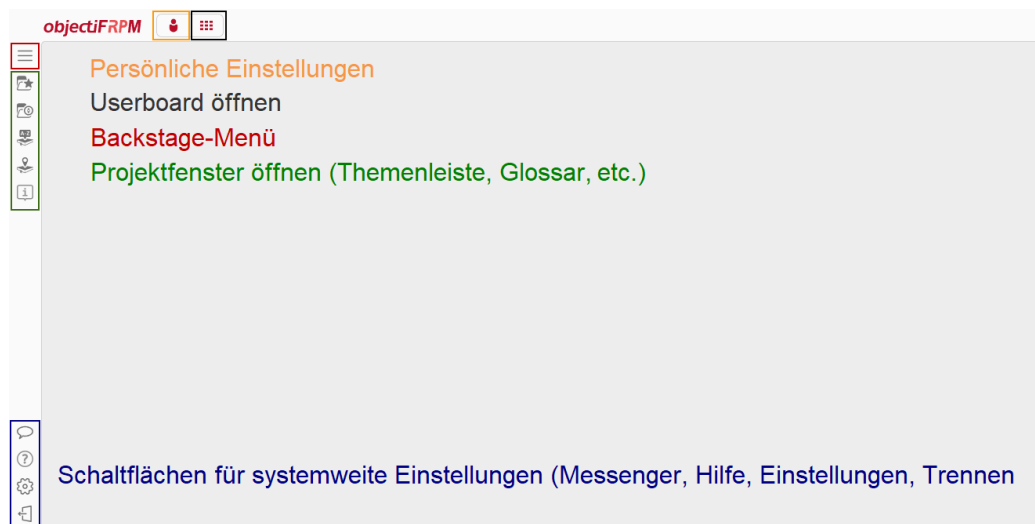 objectiFRPM
Persönliche Einstellungen
Userboard öffnen
Backstage-Menü
Projektfenster öffnen (Themenleiste, Glossar, etc.)
Schaltflächen für systemweite Einstellungen (Messenger, Hilfe, Einstellungen, Trennen